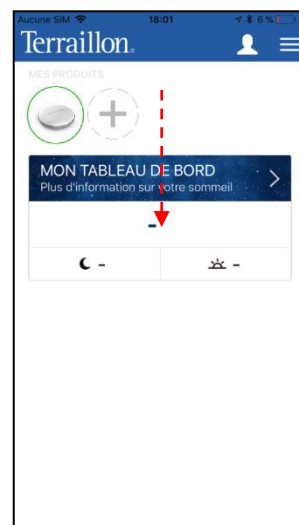 Aucune SIM 18:01 6 %
Terraillon®
MES PRODUITS
MON TABLEAU DE BORD
Plus d'information sur votre sommeil
-
- -